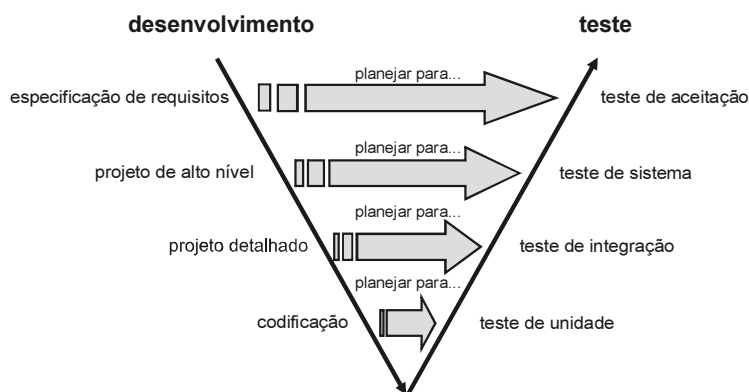 desenvolvimento teste
planejar para...
especificação de requisitos teste de aceitação
planejar para...
projeto de alto nível teste de sistema
planejar para...
projeto detalhado teste de integração
planejar para...
codificação teste de unidade